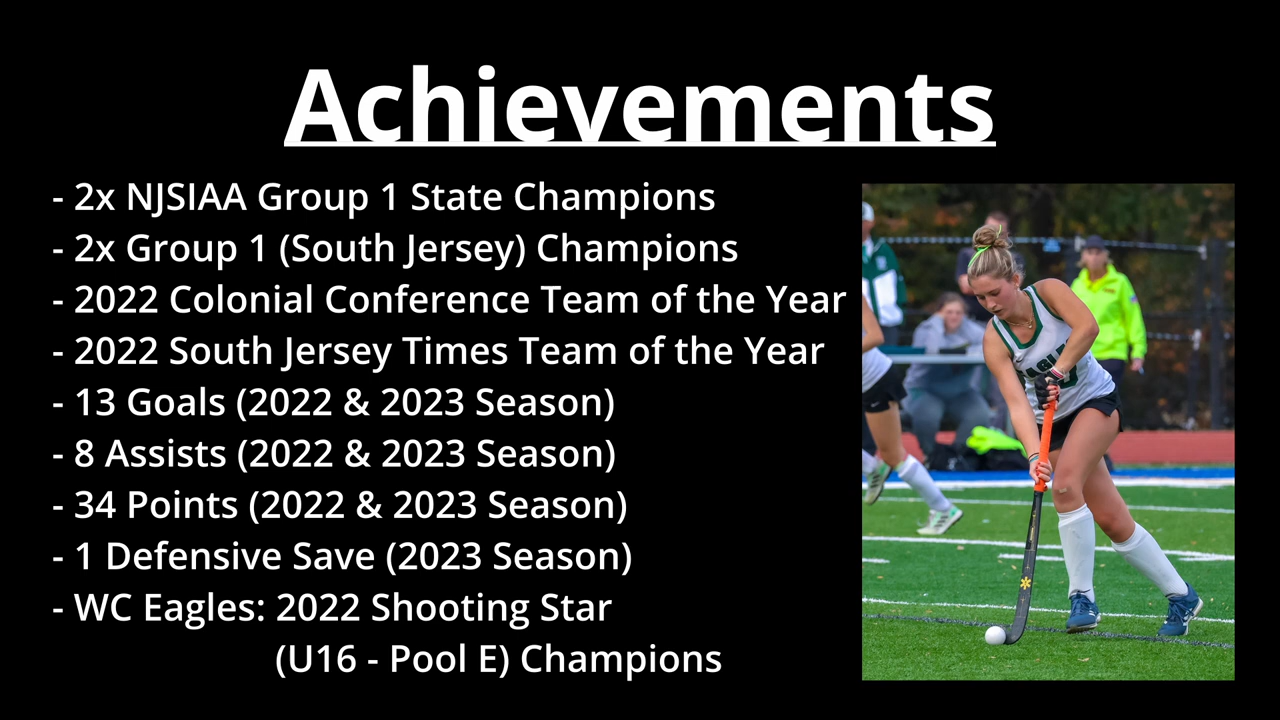 Achievements
- 2x NJSIAA Group 1 State Champions
- 2x Group 1 (South Jersey) Champions
- 2022 Colonial Conference Team of the Year
- 2022 South Jersey Times Team of the Year
- 13 Goals (2022 & 2023 Season)
- 8 Assists (2022 & 2023 Season)
- 34 Points (2022 & 2023 Season)
- 1 Defensive Save (2023 Season)
- WC Eagles: 2022 Shooting Star
(U16 - Pool E) Champions